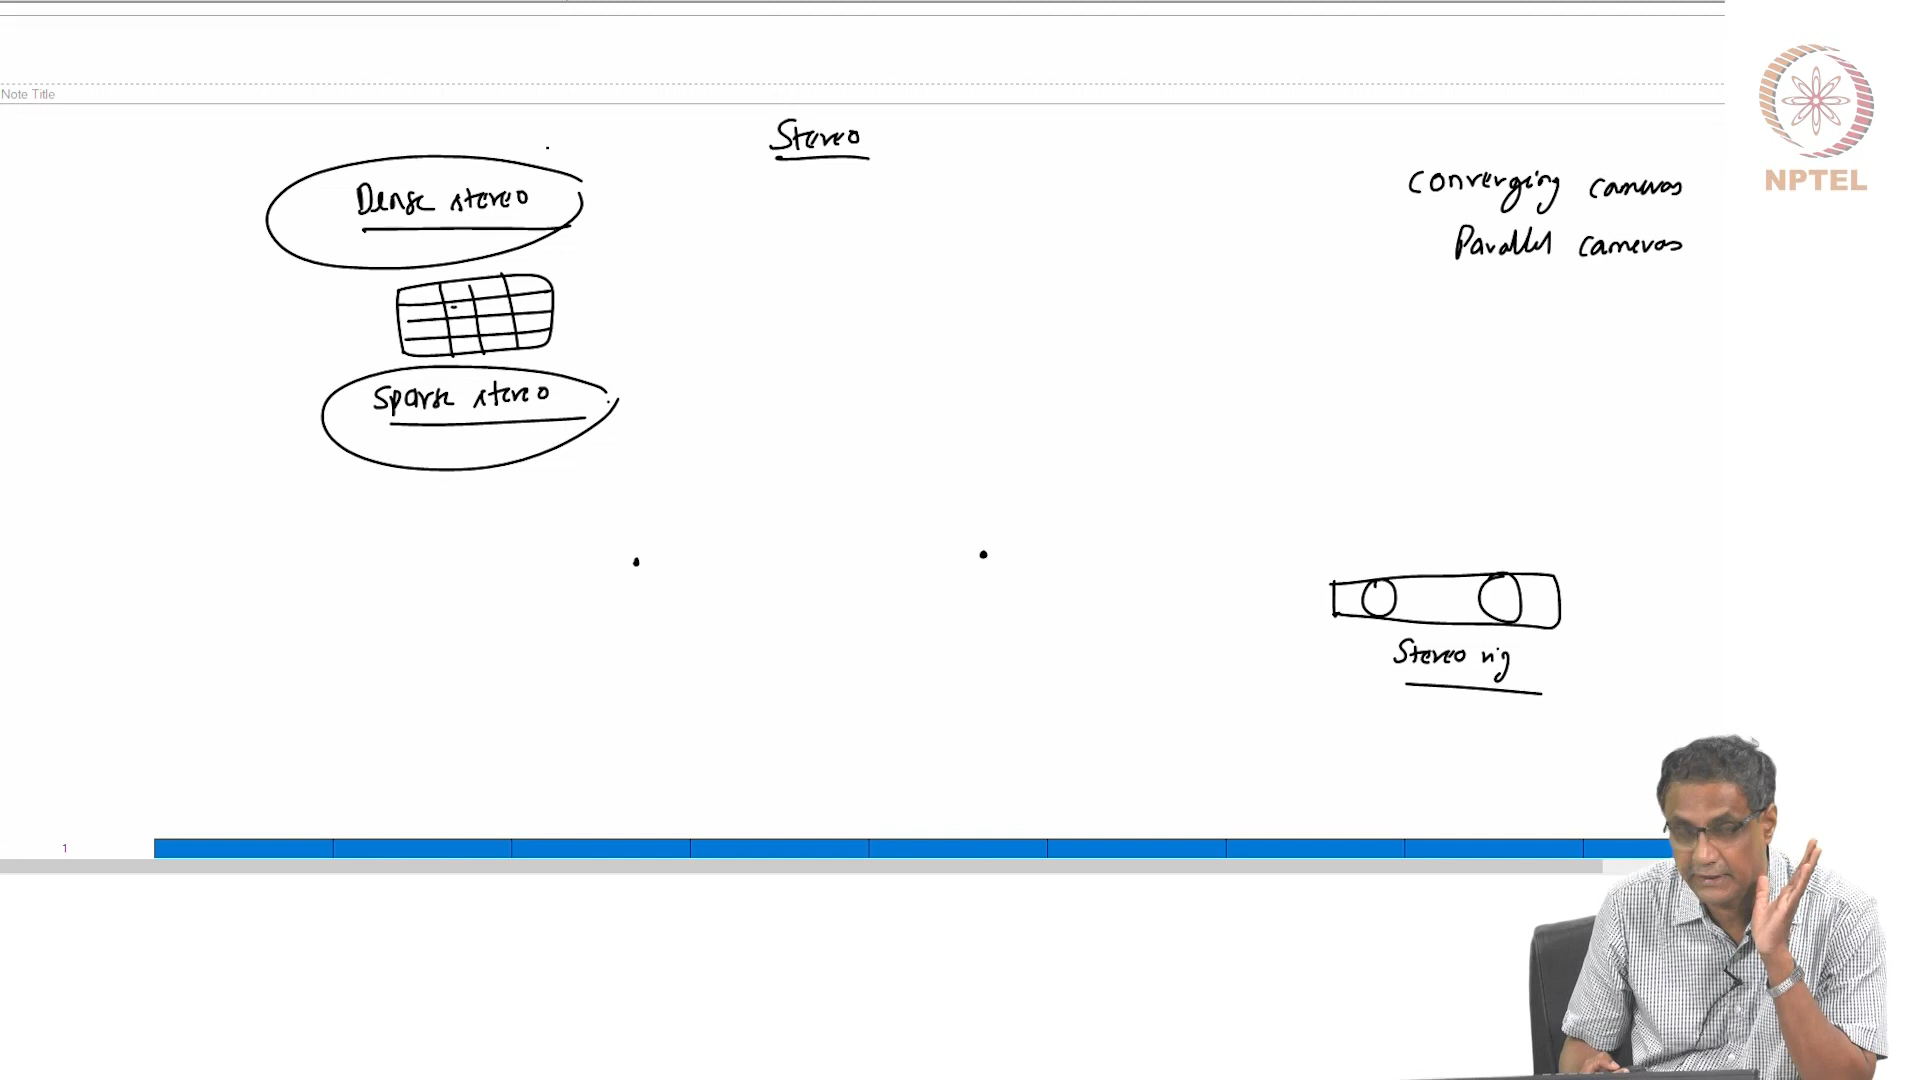 Note Title
Stereo
Dense stereo
Sparse stereo
Converging cameras
Parallel cameras
Stereo rig
1
NPTEL